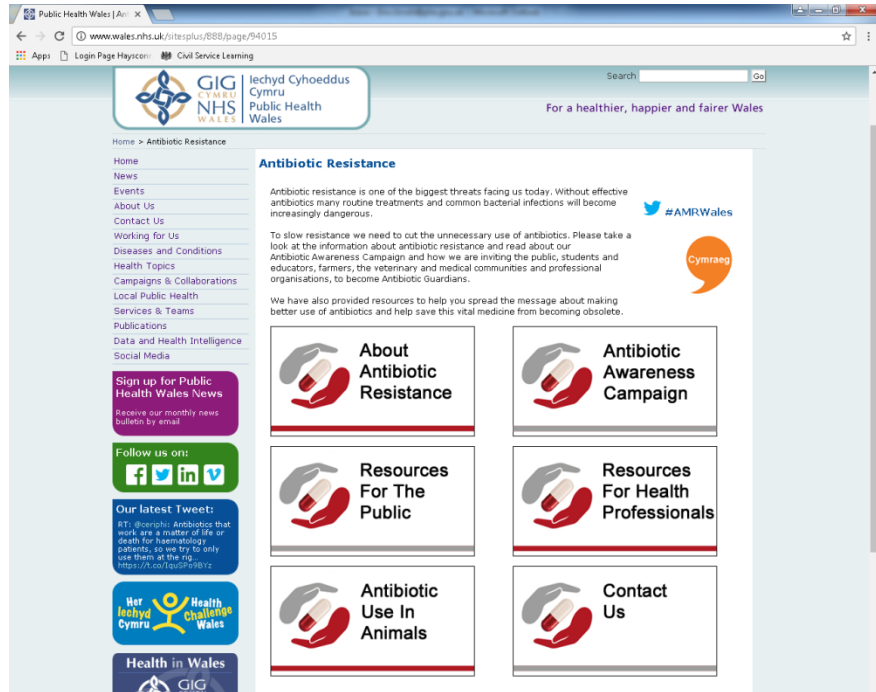 Public Health Wales | An
www.wales.nhs.uk/sitesplus/888/page/94015
Apps Login Page Hayscon Civil Service Learning
GIG
CYMRU
NHS
WALES
Iechyd Cyhoeddus
Cymru
Public Health
Wales
Search Go
For a healthier, happier and fairer Wales
Home > Antibiotic Resistance
Home
News
Events
About Us
Contact Us
Working for Us
Diseases and Conditions
Health Topics
Campaigns & Collaborations
Local Public Health
Services & Teams
Publications
Data and Health Intelligence
Social Media
Sign up for Public
Health Wales News
Receive our monthly news
bulletin by email
Follow us on:
f in v
Our latest Tweet:
RT: @ceriphi: Antibiotics that
work are a matter of life or
death for haematology
patients, so we try to only
use them at the rig...
https://t.co/IquSPo9BYz
Her Iechyd Cymru
Health Challenge Wales
Health in Wales
GIG
Antibiotic Resistance
Antibiotic resistance is one of the biggest threats facing us today. Without effective
antibiotics many routine treatments and common bacterial infections will become
increasingly dangerous.
To slow resistance we need to cut the unnecessary use of antibiotics. Please take a
look at the information about antibiotic resistance and read about our
Antibiotic Awareness Campaign and how we are inviting the public, students and
educators, farmers, the veterinary and medical communities and professional
organisations, to become Antibiotic Guardians.
We have also provided resources to help you spread the message about making
better use of antibiotics and help save this vital medicine from becoming obsolete.
#AMRWales
Cymraeg
About
Antibiotic
Resistance
Antibiotic
Awareness
Campaign
Resources
For The
Public
Resources
For Health
Professionals
Antibiotic
Use In
Animals
Contact
Us